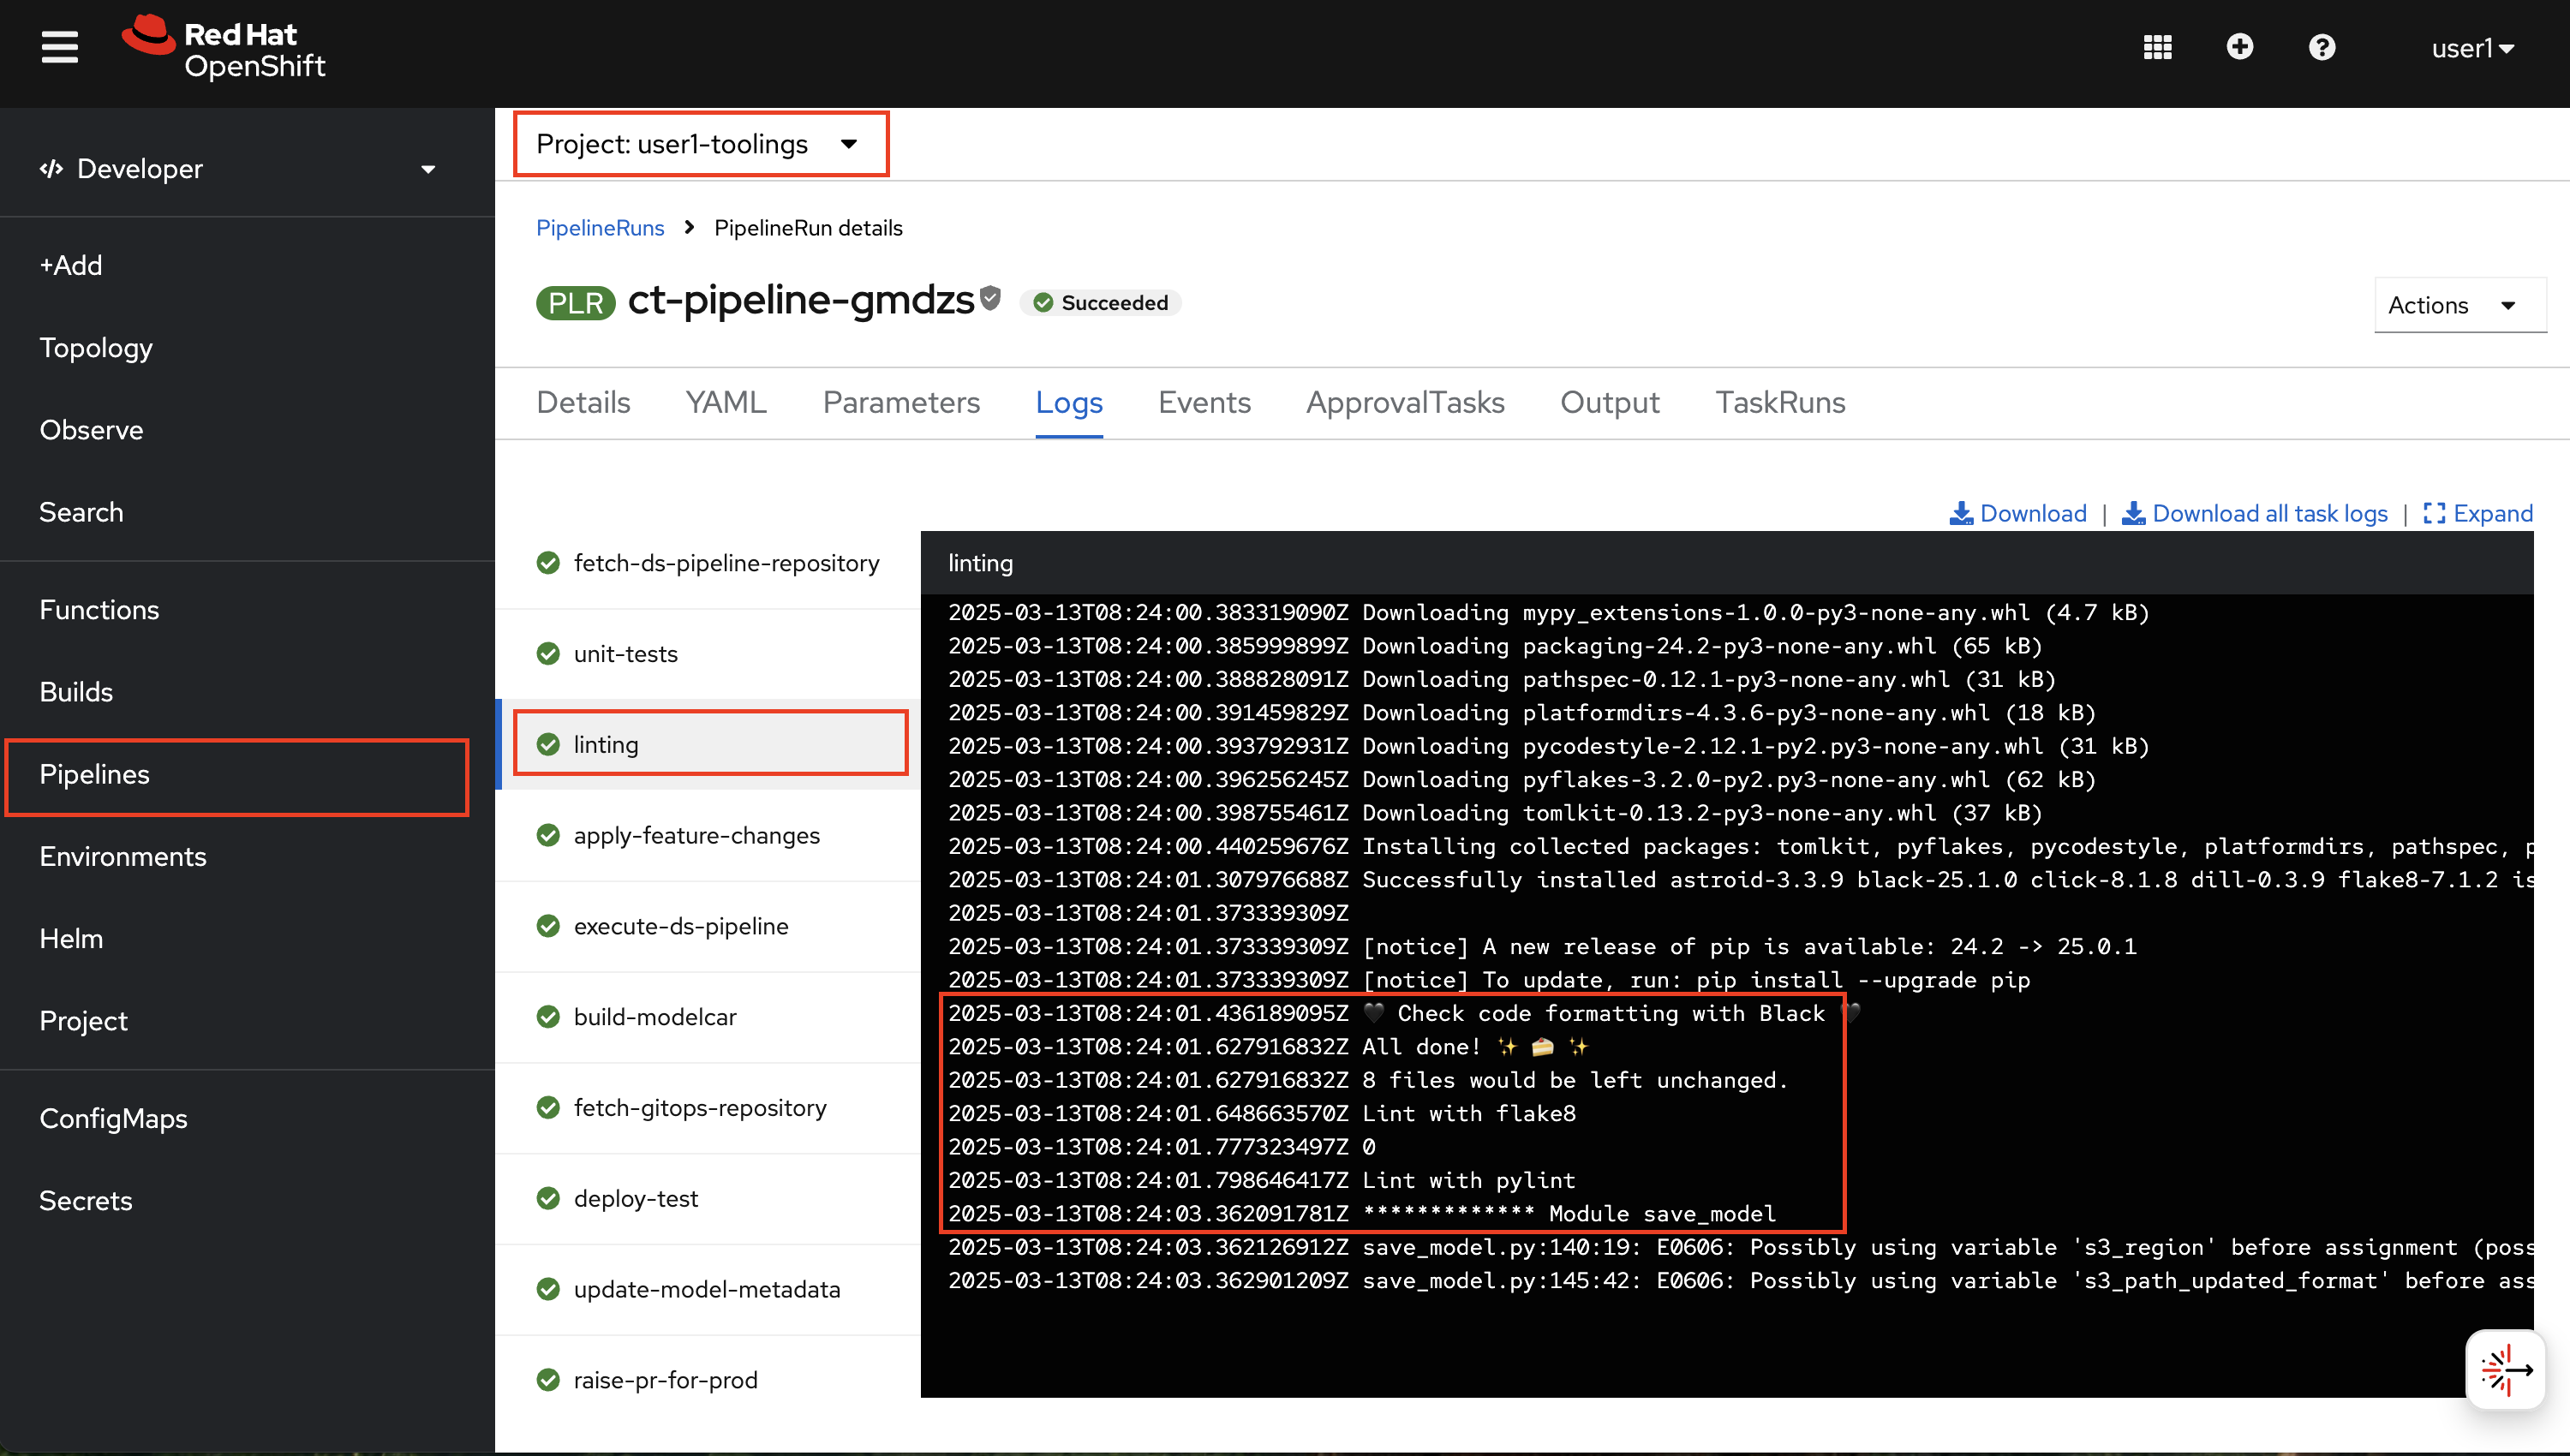 Red Hat
OpenShift
user1
</> Developer
+Add
Topology
Observe
Search
Functions
Builds
Pipelines
Environments
Helm
Project
ConfigMaps
Secrets
Project: user1-toolings
PipelineRuns > PipelineRun details
PLR ct-pipeline-gmdzs Succeeded
Actions
Details YAML Parameters Logs Events ApprovalTasks Output TaskRuns
Download | Download all task logs | Expand
fetch-ds-pipeline-repository
unit-tests
linting
apply-feature-changes
execute-ds-pipeline
build-modelcar
fetch-gitops-repository
deploy-test
update-model-metadata
raise-pr-for-prod
linting
2025-03-13T08:24:00.383319090Z Downloading mypy_extensions-1.0.0-py3-none-any.whl (4.7 kB)
2025-03-13T08:24:00.385999899Z Downloading packaging-24.2-py3-none-any.whl (65 kB)
2025-03-13T08:24:00.388828091Z Downloading pathspec-0.12.1-py3-none-any.whl (31 kB)
2025-03-13T08:24:00.391459829Z Downloading platformdirs-4.3.6-py3-none-any.whl (18 kB)
2025-03-13T08:24:00.393792931Z Downloading pycodestyle-2.12.1-py2.py3-none-any.whl (31 kB)
2025-03-13T08:24:00.396256245Z Downloading pyflakes-3.2.0-py2.py3-none-any.whl (62 kB)
2025-03-13T08:24:00.398755461Z Downloading tomlkit-0.13.2-py3-none-any.whl (37 kB)
2025-03-13T08:24:00.440259676Z Installing collected packages: tomlkit, pyflakes, pycodestyle, platformdirs, pathspec, p
2025-03-13T08:24:01.307976688Z Successfully installed astroid-3.3.9 black-25.1.0 click-8.1.8 dill-0.3.9 flake8-7.1.2 is
2025-03-13T08:24:01.373339309Z
2025-03-13T08:24:01.373339309Z [notice] A new release of pip is available: 24.2 -> 25.0.1
2025-03-13T08:24:01.373339309Z [notice] To update, run: pip install --upgrade pip
2025-03-13T08:24:01.436189095Z 🖤 Check code formatting with Black 🖤
2025-03-13T08:24:01.627916832Z All done! ✨ 🍰 ✨
2025-03-13T08:24:01.627916832Z 8 files would be left unchanged.
2025-03-13T08:24:01.648663570Z Lint with flake8
2025-03-13T08:24:01.777323497Z 0
2025-03-13T08:24:01.798646417Z Lint with pylint
2025-03-13T08:24:03.362091781Z ************* Module save_model
2025-03-13T08:24:03.362126912Z save_model.py:140:19: E0606: Possibly using variable 's3_region' before assignment (poss
2025-03-13T08:24:03.362901209Z save_model.py:145:42: E0606: Possibly using variable 's3_path_updated_format' before ass